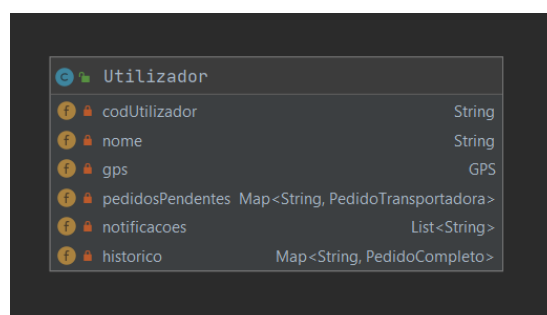 Utilizador
codUtilizador String
nome String
gps GPS
pedidosPendentes Map<String, PedidoTransportadora>
notificacoes List<String>
historico Map<String, PedidoCompleto>